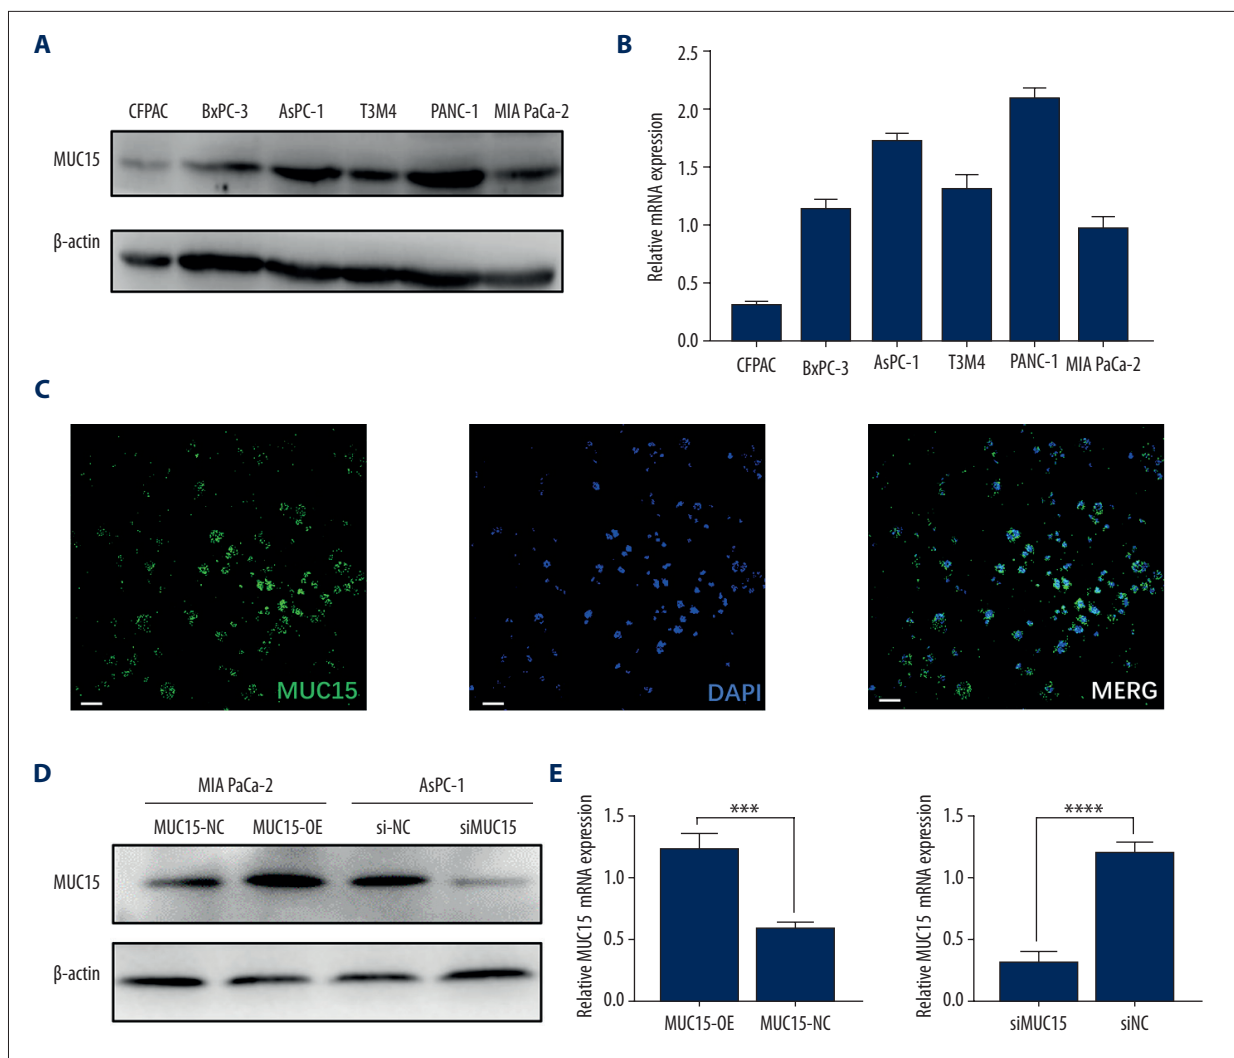 A
CFPAC BxPC-3 AsPC-1 T3M4 PANC-1 MIA PaCa-2
MUC15
β-actin
B
Relative mRNA expression
2.5
2.0
1.5
1.0
0.5
0.0
CFPAC BxPC-3 AsPC-1 T3M4 PANC-1 MIA PaCa-2
C
MUC15
DAPI
MERG
D
MIA PaCa-2 AsPC-1
MUC15-NC MUC15-OE si-NC siMUC15
MUC15
β-actin
E
Relative MUC15 mRNA expression
1.5
1.0
0.5
0.0
***
MUC15-OE MUC15-NC
Relative MUC15 mRNA expression
1.5
1.0
0.5
0.0
****
siMUC15 siNC